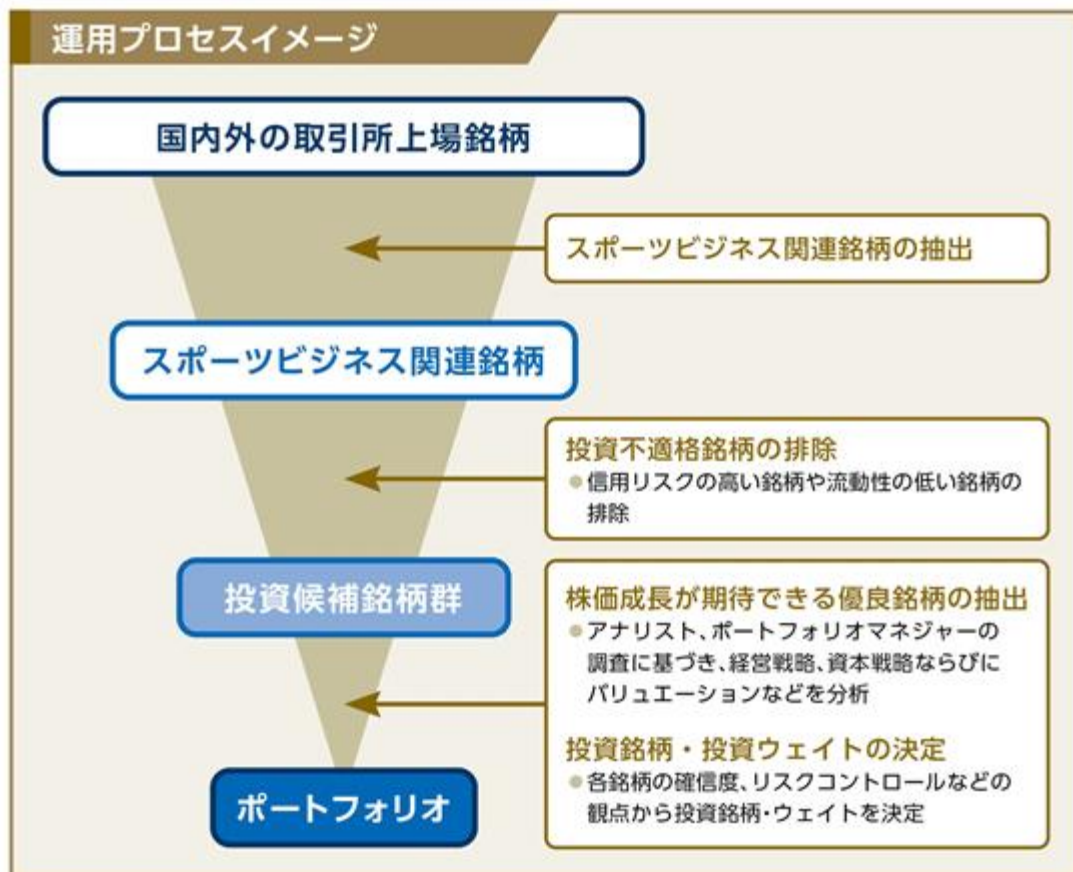 運用プロセスイメージ
国内外の取引所上場銘柄
スポーツビジネス関連銘柄の抽出
スポーツビジネス関連銘柄
投資不適格銘柄の排除
●信用リスクの高い銘柄や流動性の低い銘柄の
排除
投資候補銘柄群
株価成長が期待できる優良銘柄の抽出
●アナリスト、ポートフォリオマネジャーの
調査に基づき、経営戦略、資本戦略ならびに
バリュエーションなどを分析
投資銘柄・投資ウェイトの決定
●各銘柄の確信度、リスクコントロールなどの
観点から投資銘柄・ウェイトを決定
ポートフォリオ